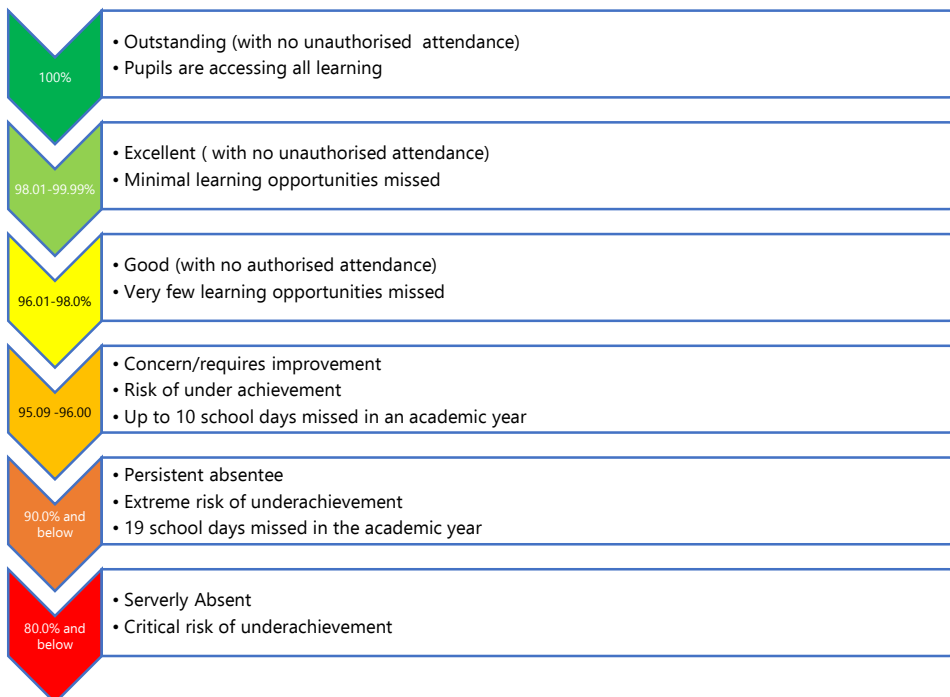 100%
• Outstanding (with no unauthorised  attendance)
• Pupils are accessing all learning
98.01-99.99%
• Excellent ( with no unauthorised attendance)
• Minimal learning opportunities missed
96.01-98.0%
• Good (with no authorised attendance)
• Very few learning opportunities missed
95.09 -96.00
• Concern/requires improvement
• Risk of under achievement
• Up to 10 school days missed in an academic year
90.0% and
below
• Persistent absentee
• Extreme risk of underachievement
• 19 school days missed in the academic year
80.0% and
below
• Serverly Absent
• Critical risk of underachievement